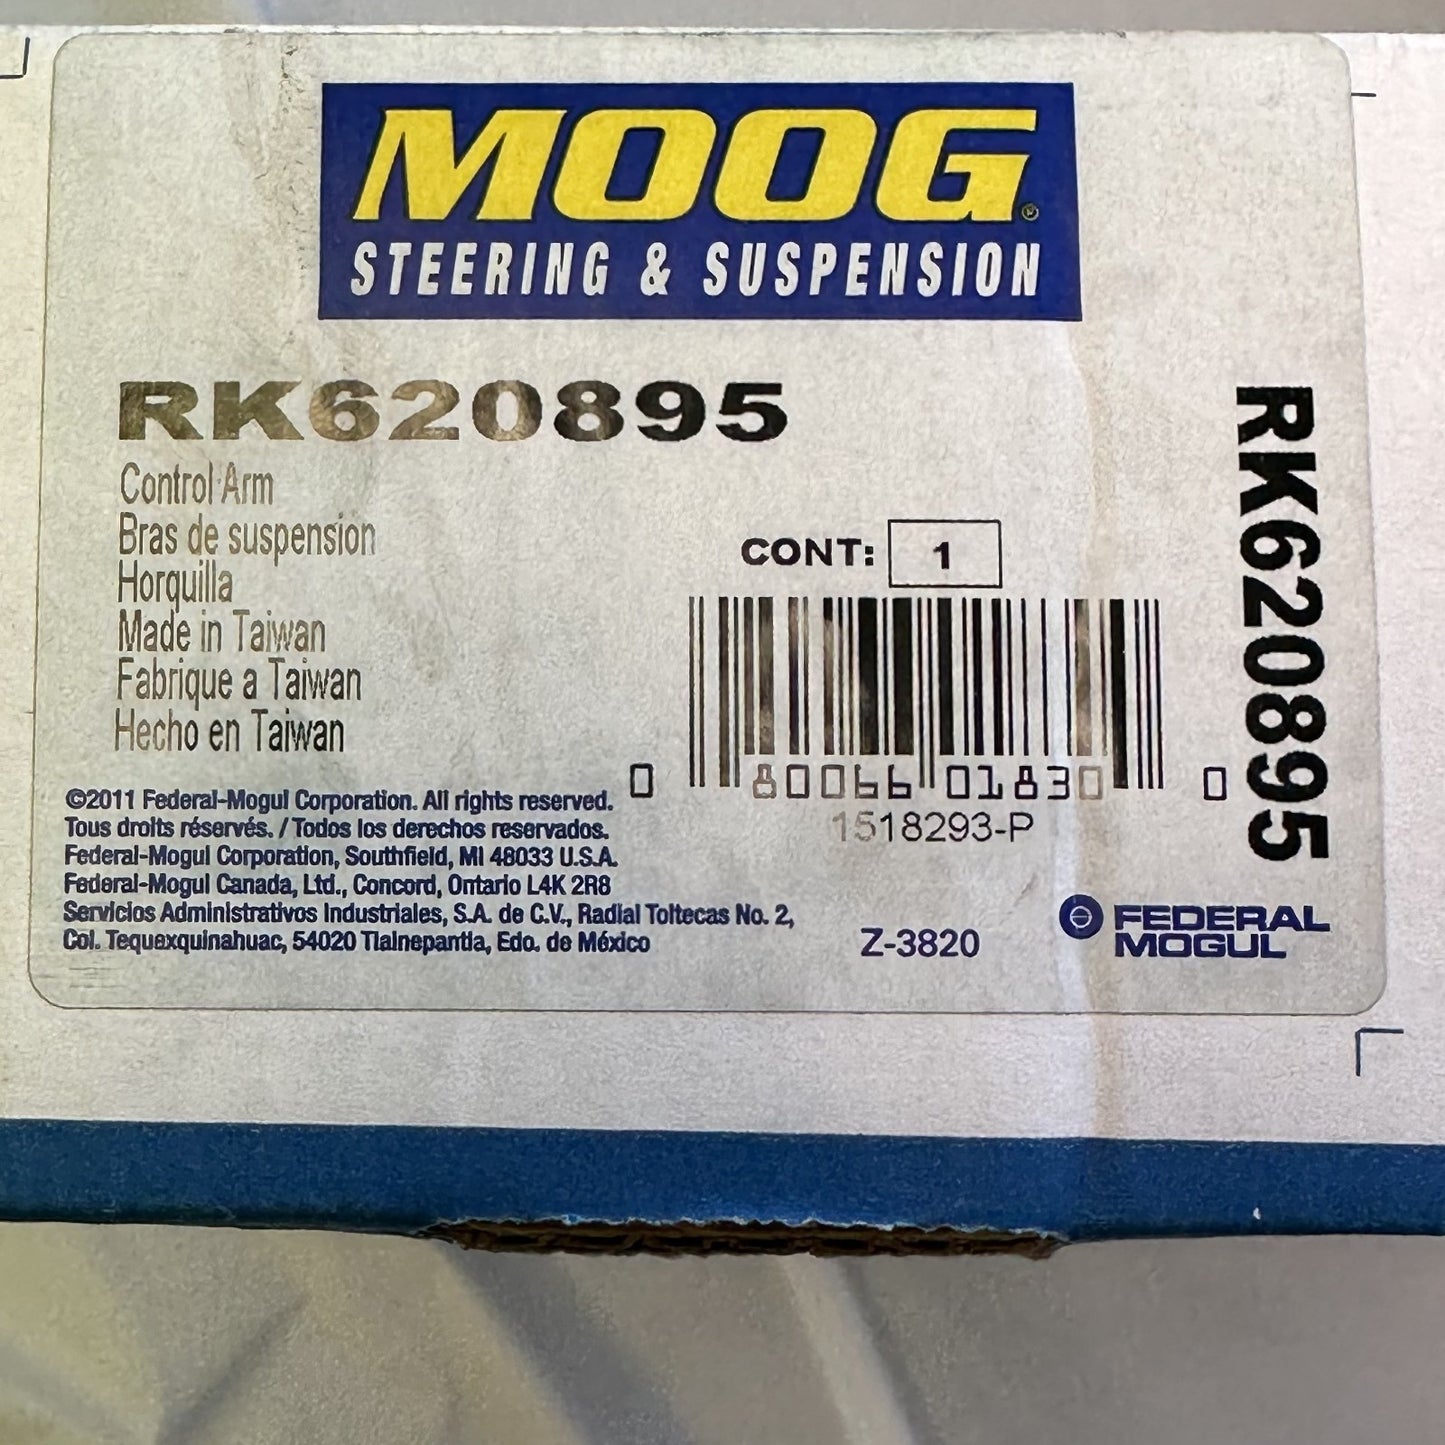 MOOG®
STEERING & SUSPENSION
RK620895
Control Arm
Bras de suspension
Horquilla
Made in Taiwan
Fabrique a Taiwan
Hecho en Taiwan
CONT: 1
0 80066 01830 0
1518293-P
RK620895
©2011 Federal-Mogul Corporation. All rights reserved.
Tous droits réservés. / Todos los derechos reservados.
Federal-Mogul Corporation, Southfield, MI 48033 U.S.A.
Federal-Mogul Canada, Ltd., Concord, Ontario L4K 2R8
Servicios Administrativos Industriales, S.A. de C.V., Radial Toltecas No. 2,
Col. Tequexquinahuac, 54020 Tlalnepantla, Edo. de México
Z-3820
FEDERAL
MOGUL